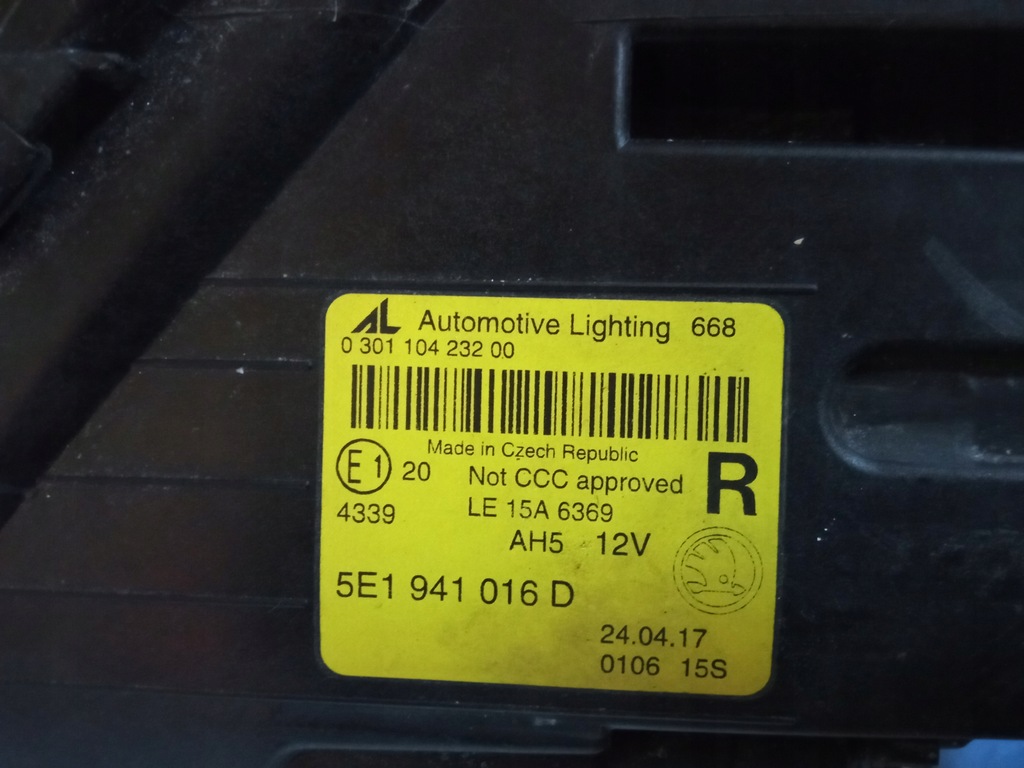 AL Automotive Lighting 668
0 301 104 232 00
Made in Czech Republic
E1 20 Not CCC approved R
4339 LE 15A 6369
AH5 12V
5E1 941 016 D
24.04.17
0106 15S